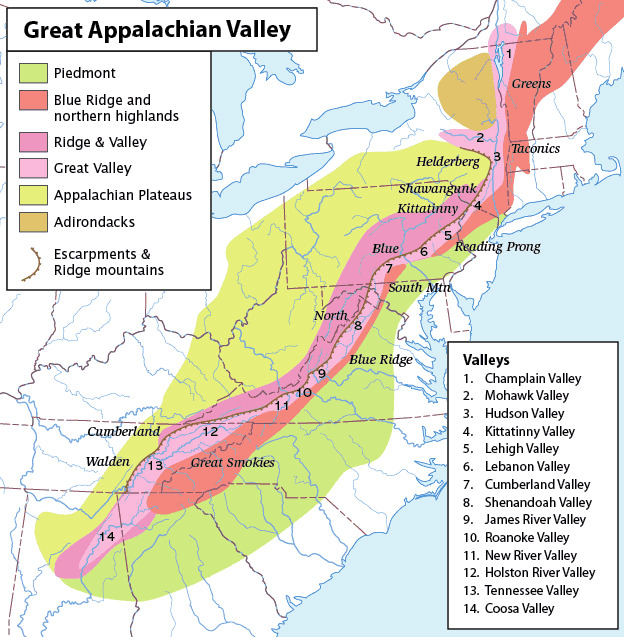 Great Appalachian Valley
Piedmont
Blue Ridge and
northern highlands
Ridge & Valley
Great Valley
Appalachian Plateaus
Adirondacks
Escarpments &
Ridge mountains
1
Greens
2
Taconics
Helderberg
3
Shawangunk
Kittatinny
4
5
Reading Prong
Blue
6
7
South Mtn
North
8
Blue Ridge
9
10
11
Cumberland
12
Walden
13
Great Smokies
14
Valleys
1. Champlain Valley
2. Mohawk Valley
3. Hudson Valley
4. Kittatinny Valley
5. Lehigh Valley
6. Lebanon Valley
7. Cumberland Valley
8. Shenandoah Valley
9. James River Valley
10. Roanoke Valley
11. New River Valley
12. Holston River Valley
13. Tennessee Valley
14. Coosa Valley